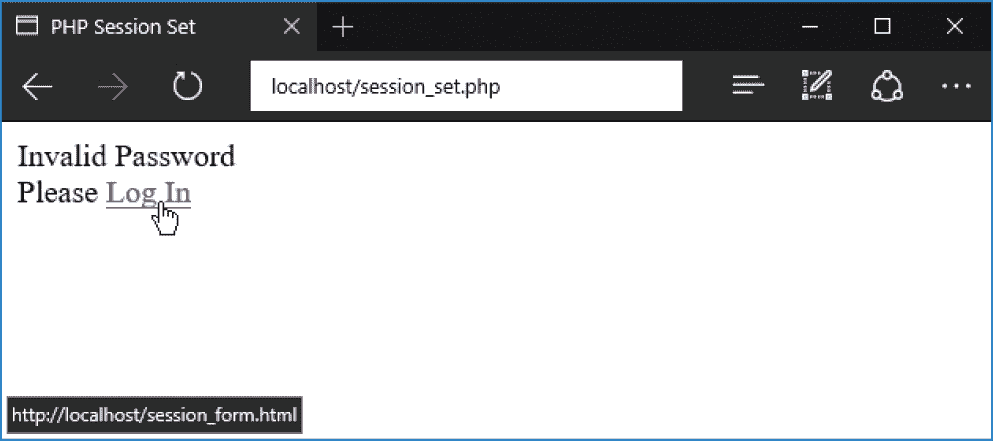 PHP Session Set
localhost/session_set.php
Invalid Password
Please Log In
http://localhost/session_form.html